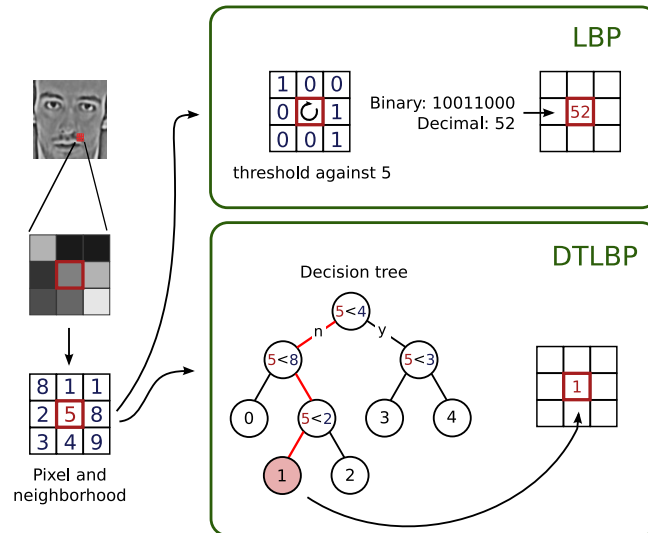 LBP
1 0 0
0 1
0 0 1
threshold against 5
Binary: 10011000
Decimal: 52
52
8 1 1
2 5 8
3 4 9
Pixel and
neighborhood
DTLBP
Decision tree
5<4
n y
5<8 5<3
0 5<2 3 4
1 2
1